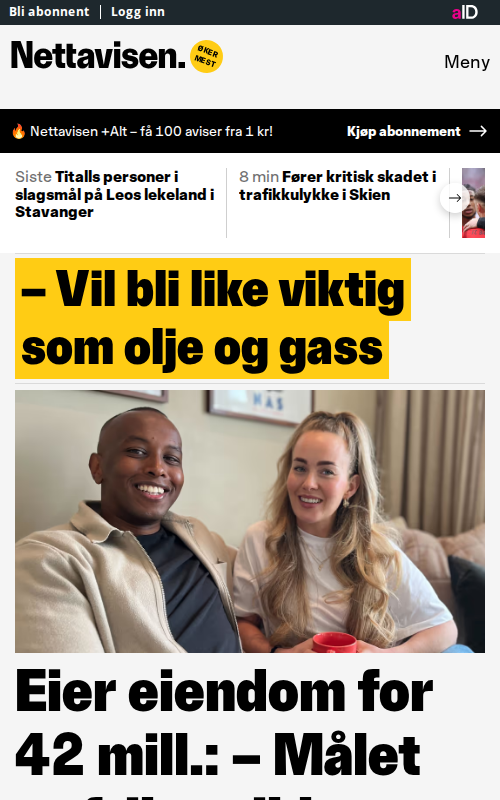 Bli abonnent
Logg inn
aID
Nettavisen.
ØKER
MEST
Meny
🔥 Nettavisen +Alt – få 100 aviser fra 1 kr!
Kjøp abonnement
Siste Titalls personer i
slagsmål på Leos lekeland i
Stavanger
8 min Fører kritisk skadet i
trafikkulykke i Skien
– Vil bli like viktig
som olje og gass
HAS
Eier eiendom for
42 mill.: – Målet